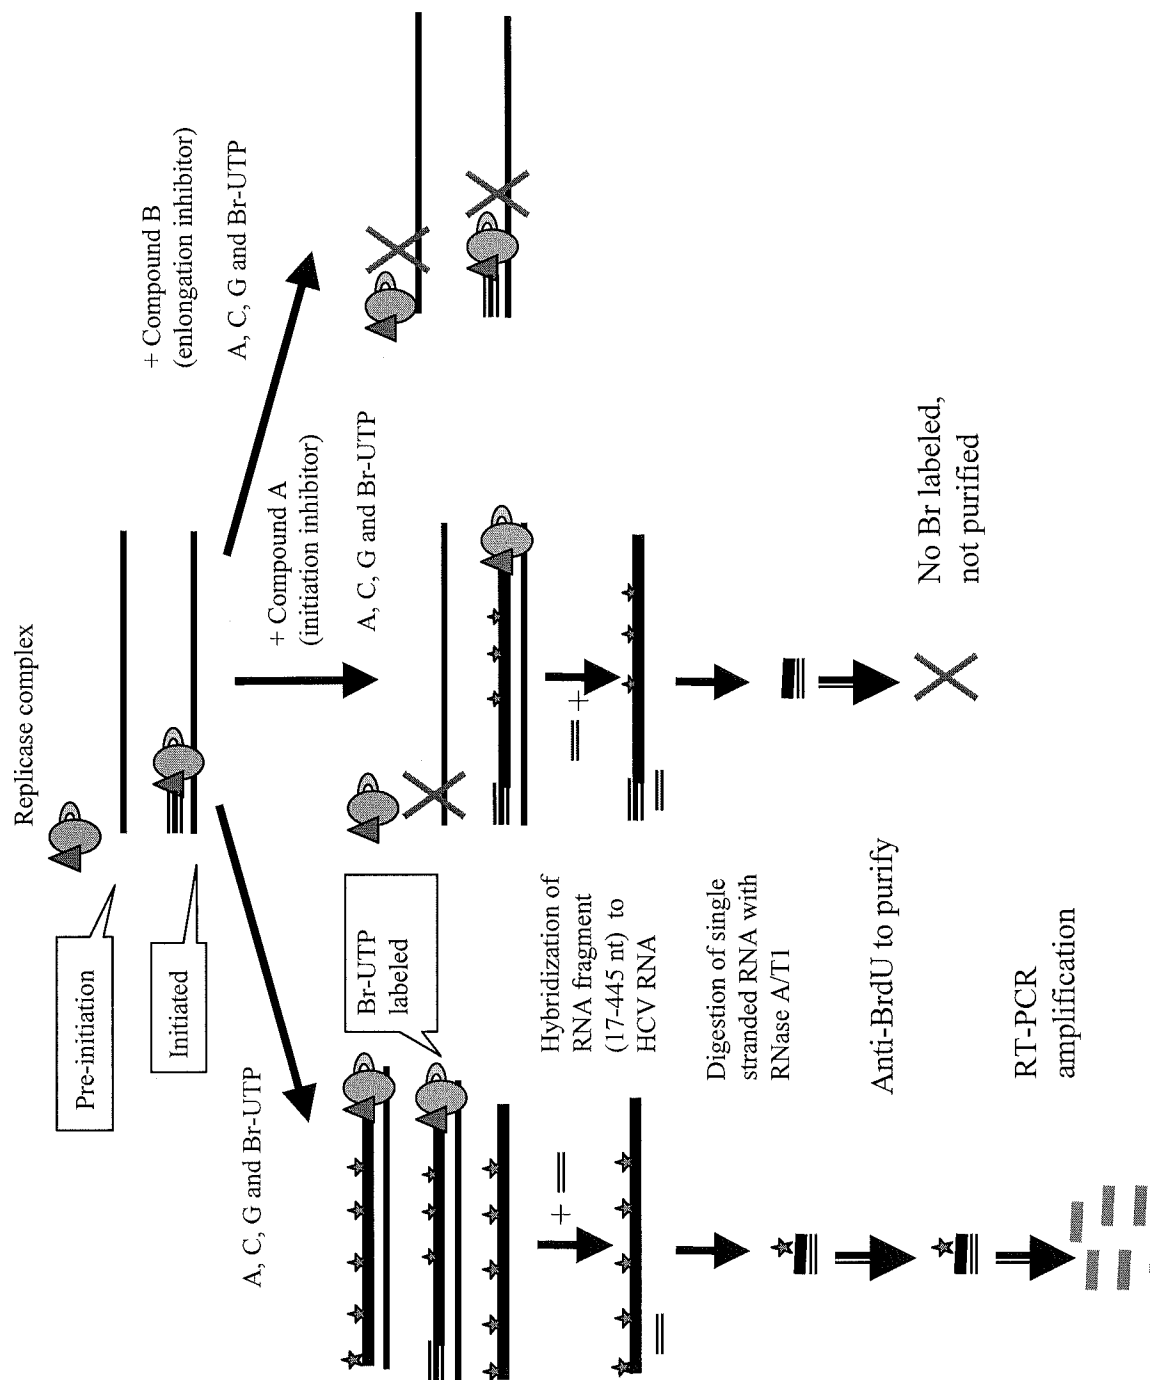 Replicase complex
Pre-initiation
Initiated
A, C, G and Br-UTP
+ Compound A
(initiation inhibitor)
A, C, G and Br-UTP
+ Compound B
(enlongation inhibitor)
A, C, G and Br-UTP
Br-UTP
labeled
+
+
Hybridization of
RNA fragment
(17-445 nt) to
HCV RNA
Digestion of single
stranded RNA with
RNase A/T1
Anti-BrdU to purify
No Br labeled,
not purified
RT-PCR
amplification